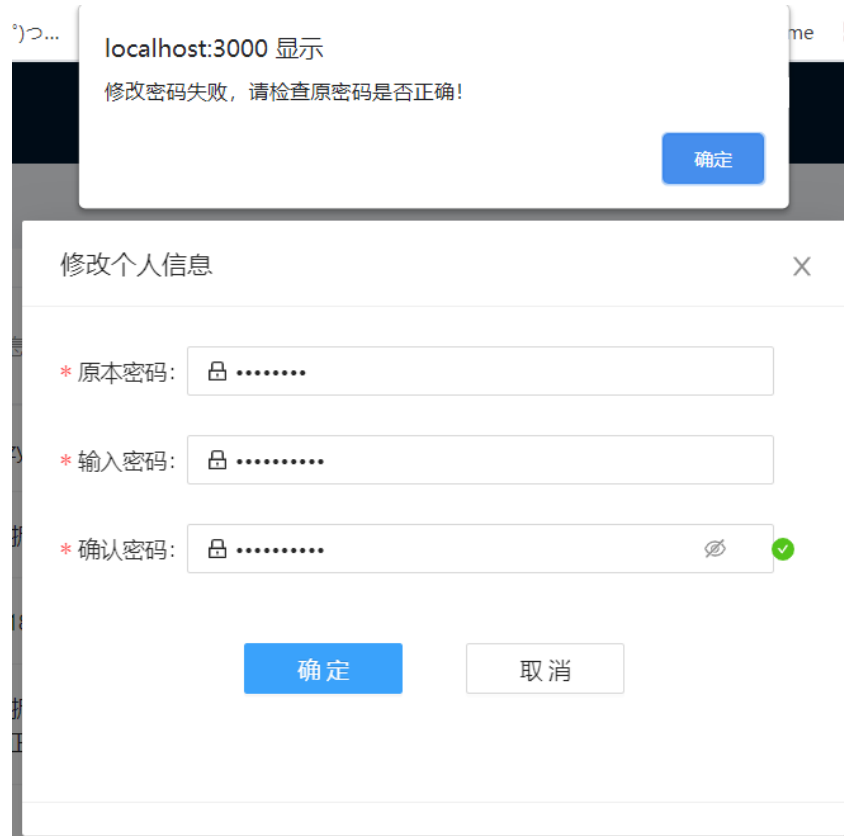 °)つ...
me
localhost:3000 显示
修改密码失败，请检查原密码是否正确！
确定
修改个人信息
* 原本密码： ••••••••
* 输入密码： ••••••••••
* 确认密码： ••••••••••
确 定
取 消